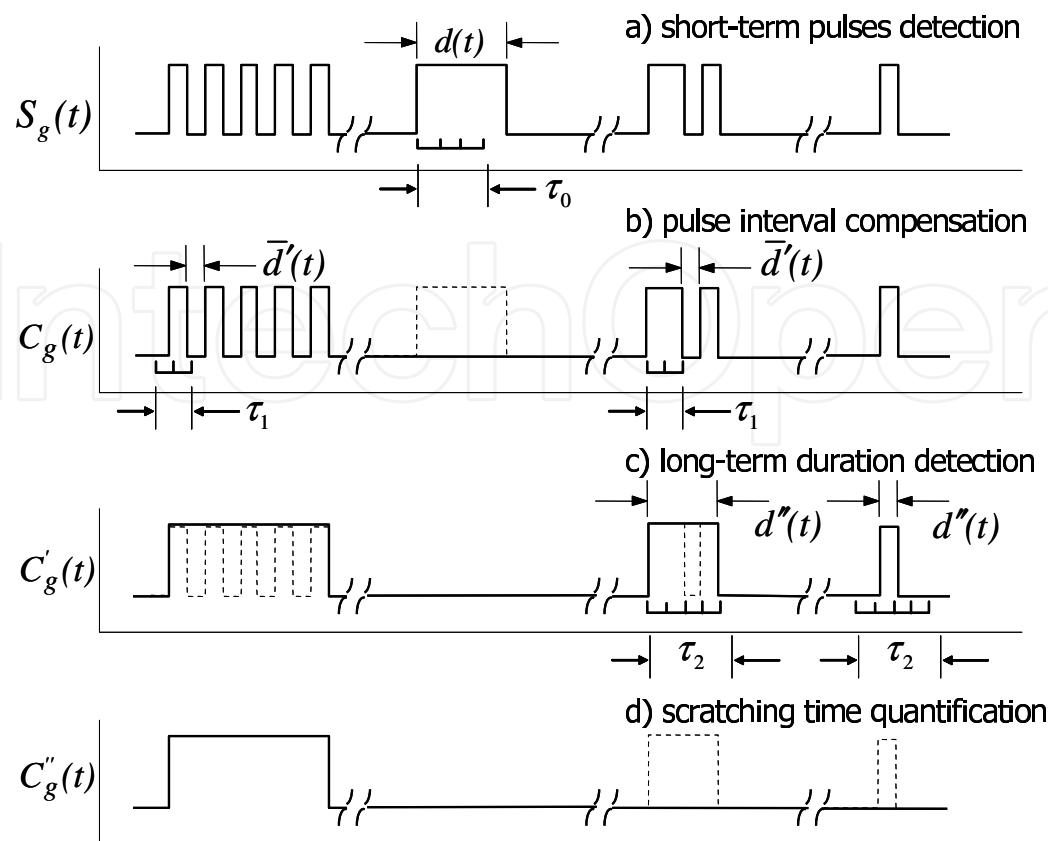 a) short-term pulses detection
d(t)
S_g(t)
τ_0
b) pulse interval compensation
d̅′(t) d̅′(t)
C_g(t)
τ_1 τ_1
c) long-term duration detection
d″(t) d″(t)
C′_g(t)
τ_2 τ_2
d) scratching time quantification
C″_g(t)
IntechOpen